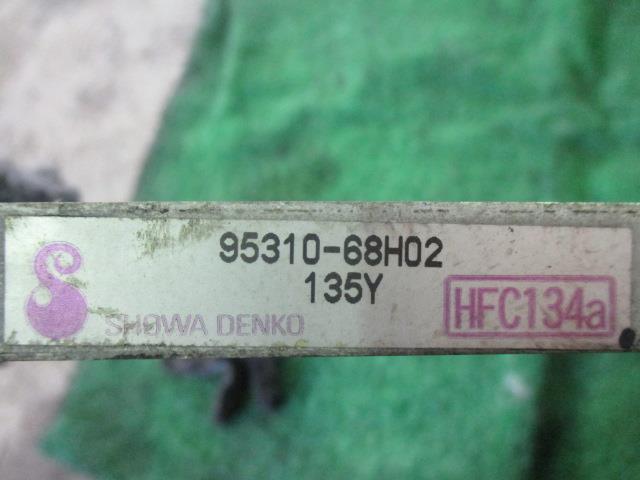 95310-68H02
135Y
SHOWA DENKO
HFC134a